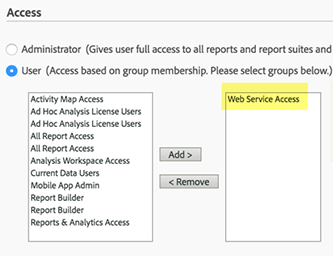 Access
Administrator (Gives user full access to all reports and report suites and
User (Access based on group membership. Please select groups below.)
Activity Map Access
Ad Hoc Analysis License Users
Ad Hoc Analysis License Users
All Report Access
All Report Access
Analysis Workspace Access
Current Data Users
Mobile App Admin
Report Builder
Report Builder
Reports & Analytics Access
Add >
< Remove
Web Service Access